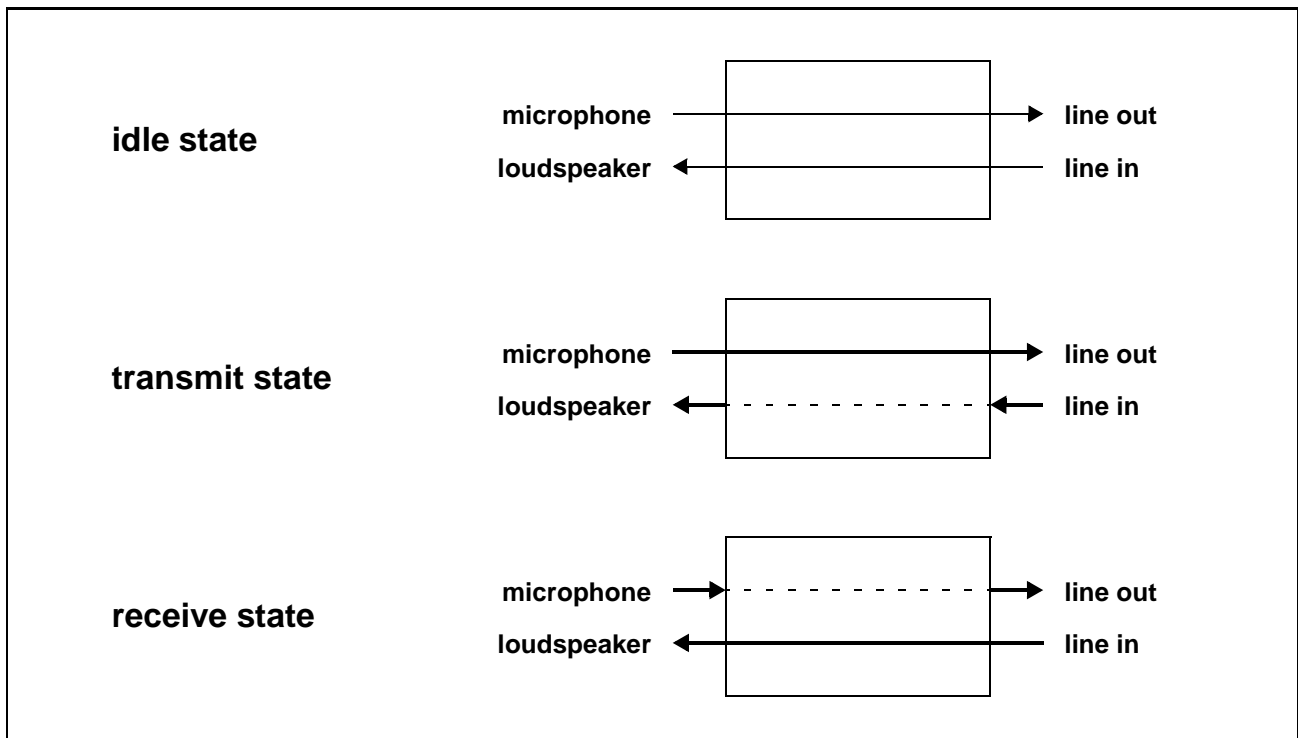 microphone
line out
idle state
loudspeaker
line in
microphone
line out
transmit state
loudspeaker
line in
microphone
line out
receive state
loudspeaker
line in